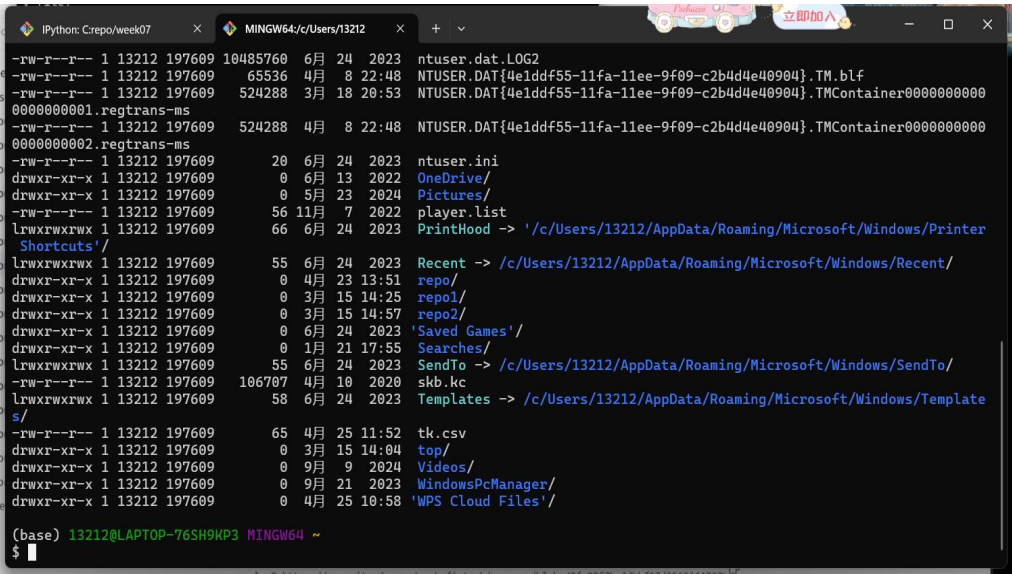 立即加入
IPython: C:repo/week07
MINGW64:/c/Users/13212
-rw-r--r-- 1 13212 197609 10485760  6月 24  2023  ntuser.dat.LOG2
-rw-r--r-- 1 13212 197609    65536  4月  8 22:48  NTUSER.DAT{4e1ddf55-11fa-11ee-9f09-c2b4d4e40904}.TM.blf
-rw-r--r-- 1 13212 197609   524288  3月 18 20:53  NTUSER.DAT{4e1ddf55-11fa-11ee-9f09-c2b4d4e40904}.TMContainer0000000000
0000000001.regtrans-ms
-rw-r--r-- 1 13212 197609   524288  4月  8 22:48  NTUSER.DAT{4e1ddf55-11fa-11ee-9f09-c2b4d4e40904}.TMContainer0000000000
0000000002.regtrans-ms
-rw-r--r-- 1 13212 197609       20  6月 24  2023  ntuser.ini
drwxr-xr-x 1 13212 197609        0  6月 13  2022  OneDrive/
drwxr-xr-x 1 13212 197609        0  5月 23  2024  Pictures/
-rw-r--r-- 1 13212 197609       56 11月  7  2022  player.list
lrwxrwxrwx 1 13212 197609       66  6月 24  2023  PrintHood -> '/c/Users/13212/AppData/Roaming/Microsoft/Windows/Printer
 Shortcuts'/
lrwxrwxrwx 1 13212 197609       55  6月 24  2023  Recent -> /c/Users/13212/AppData/Roaming/Microsoft/Windows/Recent/
drwxr-xr-x 1 13212 197609        0  4月 23 13:51  repo/
drwxr-xr-x 1 13212 197609        0  3月 15 14:25  repo1/
drwxr-xr-x 1 13212 197609        0  3月 15 14:57  repo2/
drwxr-xr-x 1 13212 197609        0  6月 24  2023 'Saved Games'/
drwxr-xr-x 1 13212 197609        0  1月 21 17:55  Searches/
lrwxrwxrwx 1 13212 197609       55  6月 24  2023  SendTo -> /c/Users/13212/AppData/Roaming/Microsoft/Windows/SendTo/
-rw-r--r-- 1 13212 197609   106707  4月 10  2020  skb.kc
lrwxrwxrwx 1 13212 197609       58  6月 24  2023  Templates -> /c/Users/13212/AppData/Roaming/Microsoft/Windows/Template
s/
-rw-r--r-- 1 13212 197609       65  4月 25 11:52  tk.csv
drwxr-xr-x 1 13212 197609        0  3月 15 14:04  top/
drwxr-xr-x 1 13212 197609        0  9月  9  2024  Videos/
drwxr-xr-x 1 13212 197609        0  9月 21  2023  WindowsPcManager/
drwxr-xr-x 1 13212 197609        0  4月 25 10:58 'WPS Cloud Files'/
(base) 13212@LAPTOP-76SH9KP3 MINGW64 ~
$